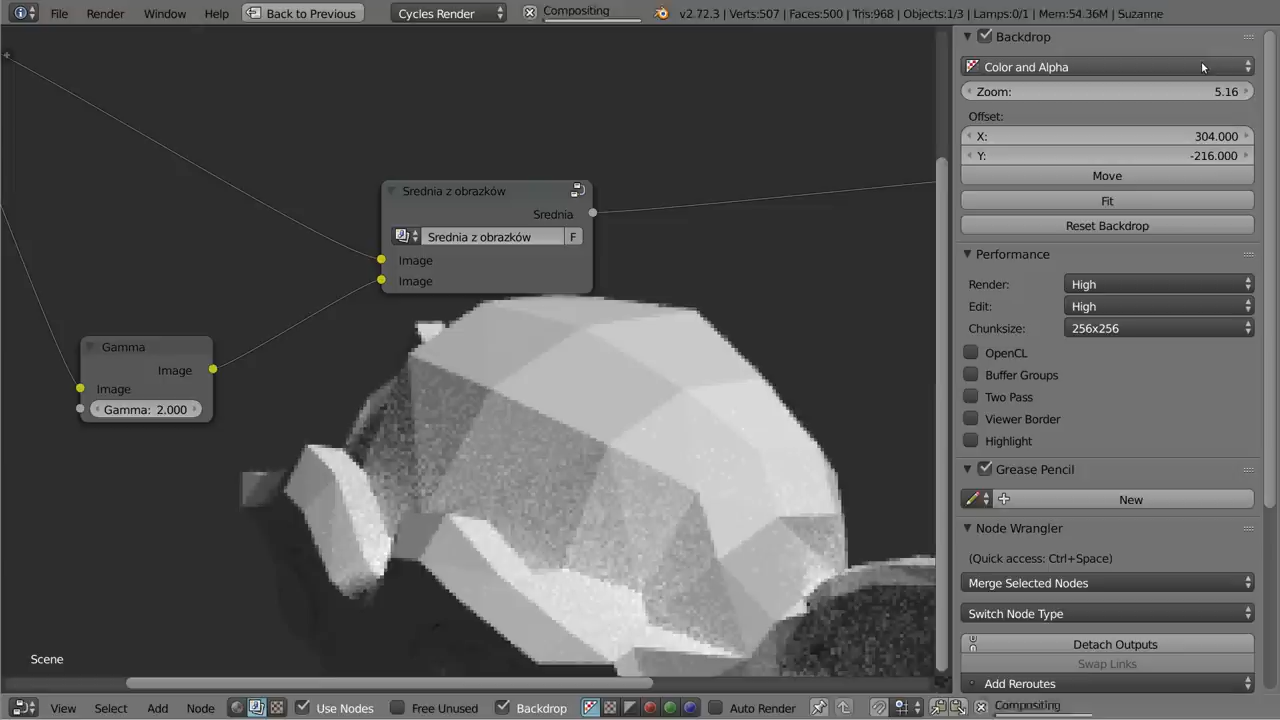 File Render Window Help Back to Previous Cycles Render Compositing v2.72.3 | Verts:507 | Faces:500 | Tris:968 | Objects:1/3 | Lamps:0/1 | Mem:54.36M | Suzanne
Backdrop
Color and Alpha
Zoom: 5.16
Offset:
X: 304.000
Y: -216.000
Move
Fit
Reset Backdrop
Performance
Render: High
Edit: High
Chunksize: 256x256
OpenCL
Buffer Groups
Two Pass
Viewer Border
Highlight
Grease Pencil
New
Node Wrangler
(Quick access: Ctrl+Space)
Merge Selected Nodes
Switch Node Type
Detach Outputs
Swap Links
Add Reroutes
Srednia z obrazków
Srednia
Srednia z obrazków F
Image
Image
Gamma
Image
Image
Gamma: 2.000
Scene
View Select Add Node Use Nodes Free Unused Backdrop Auto Render Compositing